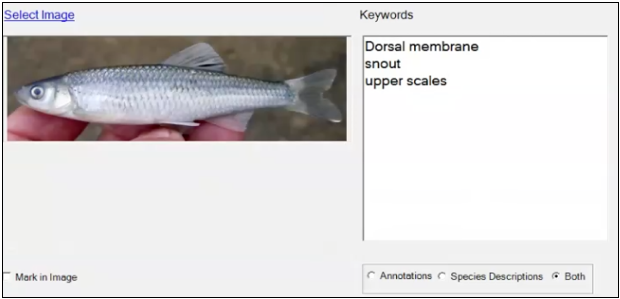 Select Image
Keywords
Dorsal membrane
snout
upper scales
Mark in Image
Annotations
Species Descriptions
Both